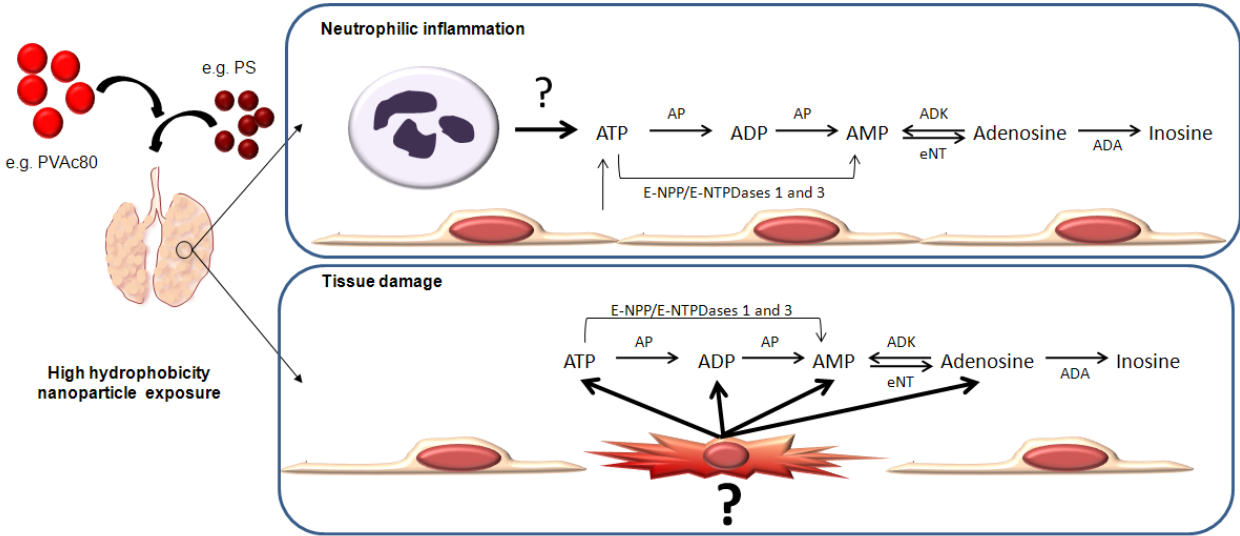 Neutrophilic inflammation
e.g. PS
e.g. PVAc80
?
ATP AP ADP AP AMP ADK eNT Adenosine ADA Inosine
E-NPP/E-NTPDases 1 and 3
Tissue damage
E-NPP/E-NTPDases 1 and 3
ATP AP ADP AP AMP ADK eNT Adenosine ADA Inosine
High hydrophobicity
nanoparticle exposure
?